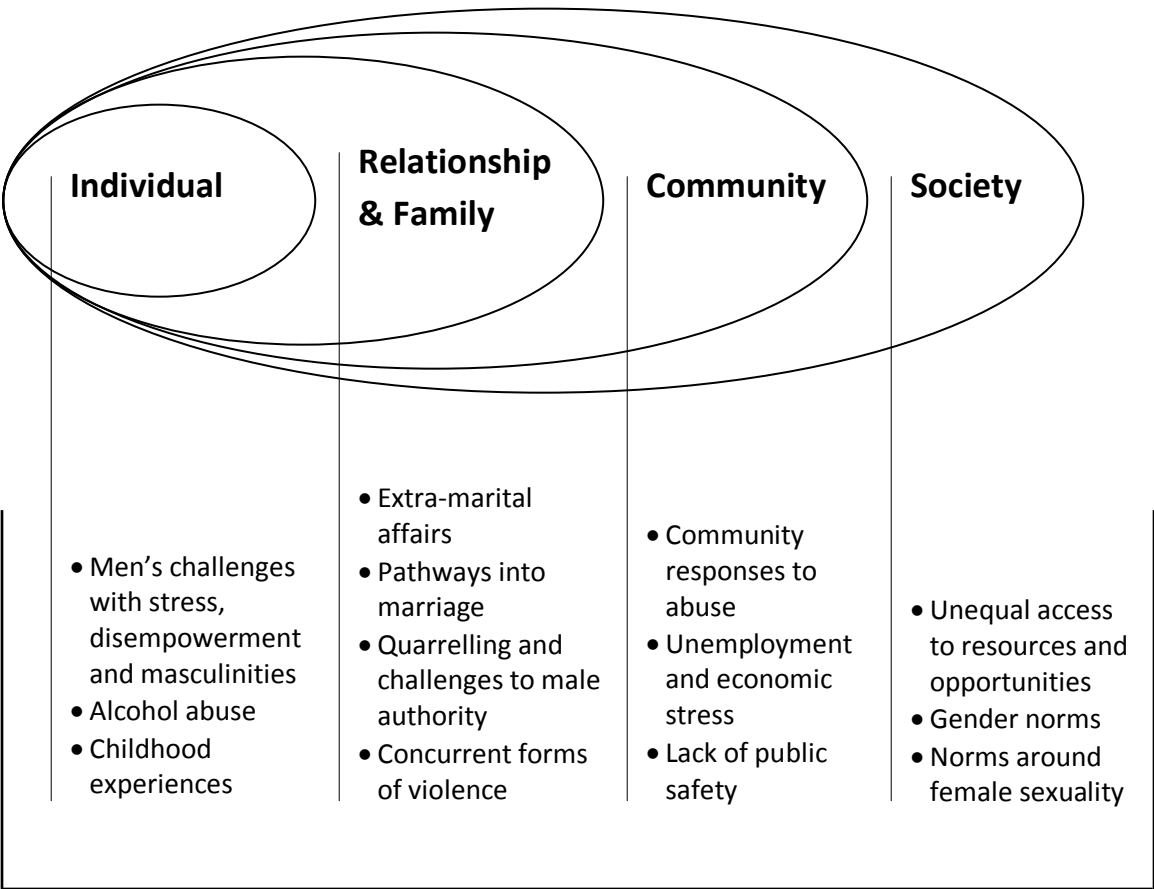 Individual
Relationship
& Family
Community
Society
• Men’s challenges
with stress,
disempowerment
and masculinities
• Alcohol abuse
• Childhood
experiences
• Extra-marital
affairs
• Pathways into
marriage
• Quarrelling and
challenges to male
authority
• Concurrent forms
of violence
• Community
responses to
abuse
• Unemployment
and economic
stress
• Lack of public
safety
• Unequal access
to resources and
opportunities
• Gender norms
• Norms around
female sexuality